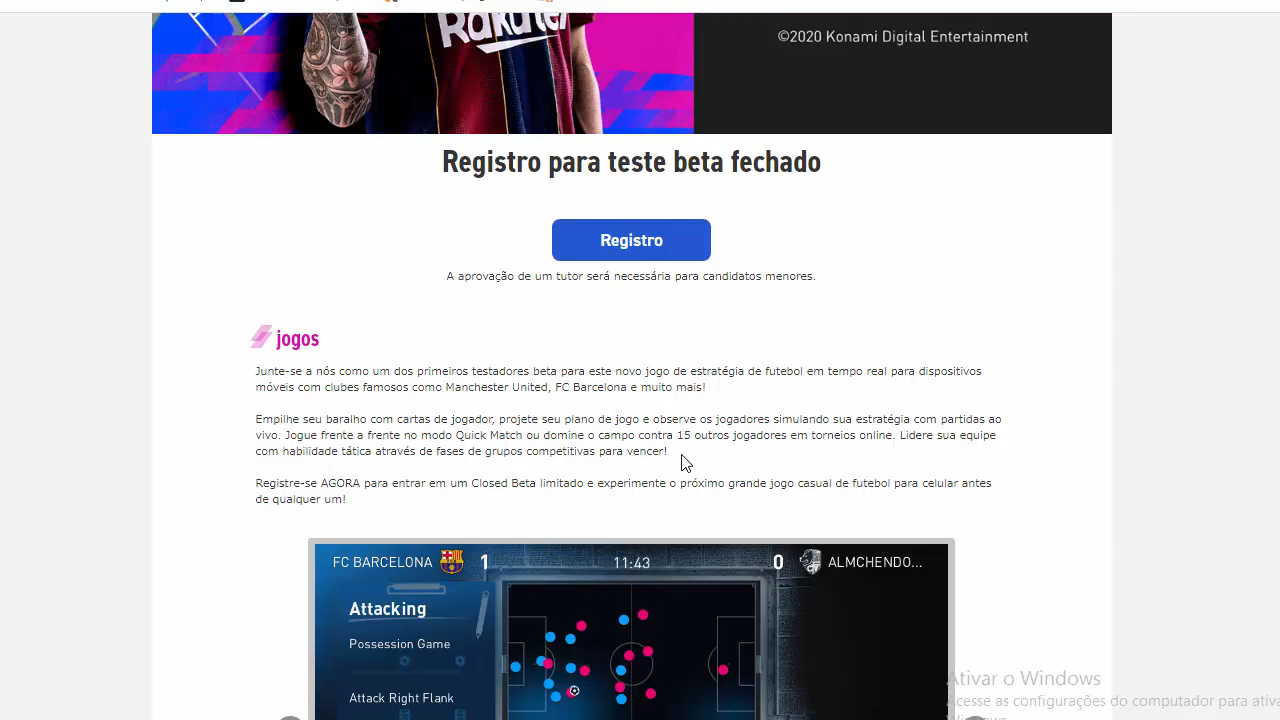 Rakuten
©2020 Konami Digital Entertainment
Registro para teste beta fechado
Registro
A aprovação de um tutor será necessária para candidatos menores.
jogos
Junte-se a nós como um dos primeiros testadores beta para este novo jogo de estratégia de futebol em tempo real para dispositivos
móveis com clubes famosos como Manchester United, FC Barcelona e muito mais!
Empilhe seu baralho com cartas de jogador, projete seu plano de jogo e observe os jogadores simulando sua estratégia com partidas ao
vivo. Jogue frente a frente no modo Quick Match ou domine o campo contra 15 outros jogadores em torneios online. Lidere sua equipe
com habilidade tática através de fases de grupos competitivas para vencer!
Registre-se AGORA para entrar em um Closed Beta limitado e experimente o próximo grande jogo casual de futebol para celular antes
de qualquer um!
FC BARCELONA 1 11:43 0 ALMCHENDO...
Attacking
Possession Game
Attack Right Flank
Ativar o Windows
Acesse as configurações do computador para ativa